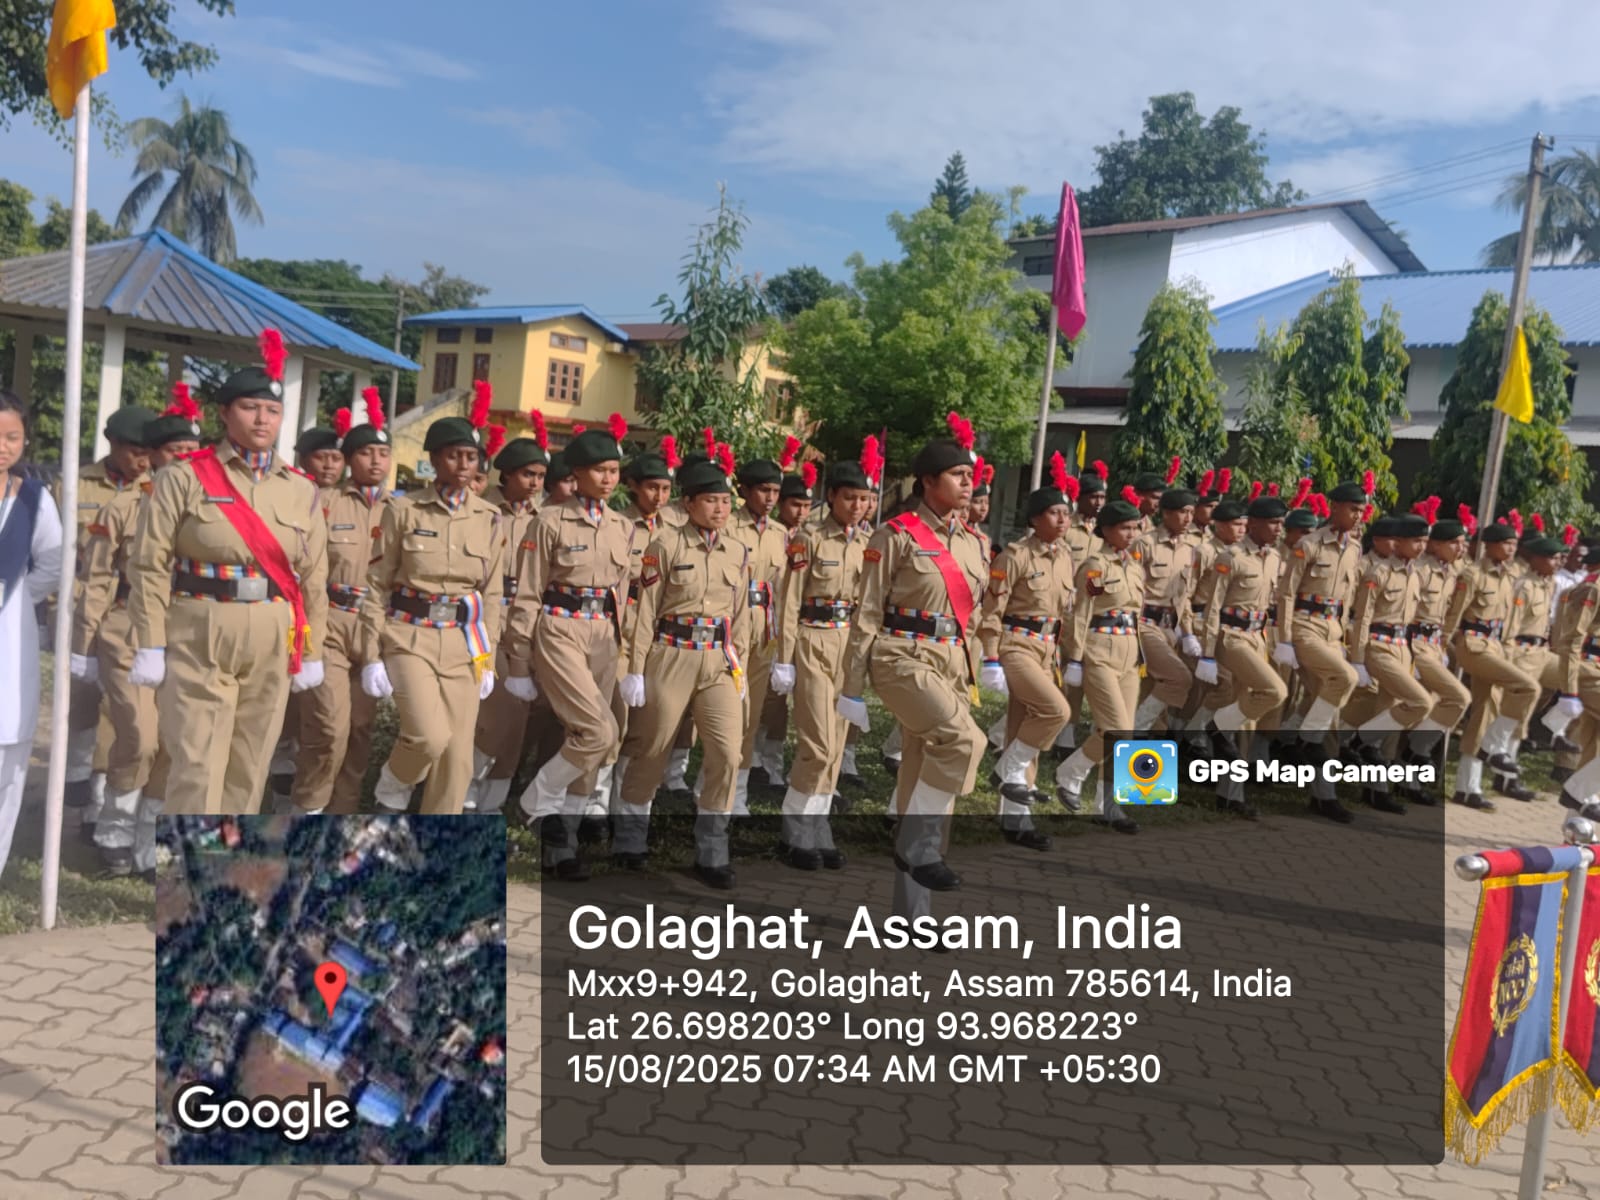 GPS Map Camera
Golaghat, Assam, India
Mxx9+942, Golaghat, Assam 785614, India
Lat 26.698203° Long 93.968223°
15/08/2025 07:34 AM GMT +05:30
Google
NCC